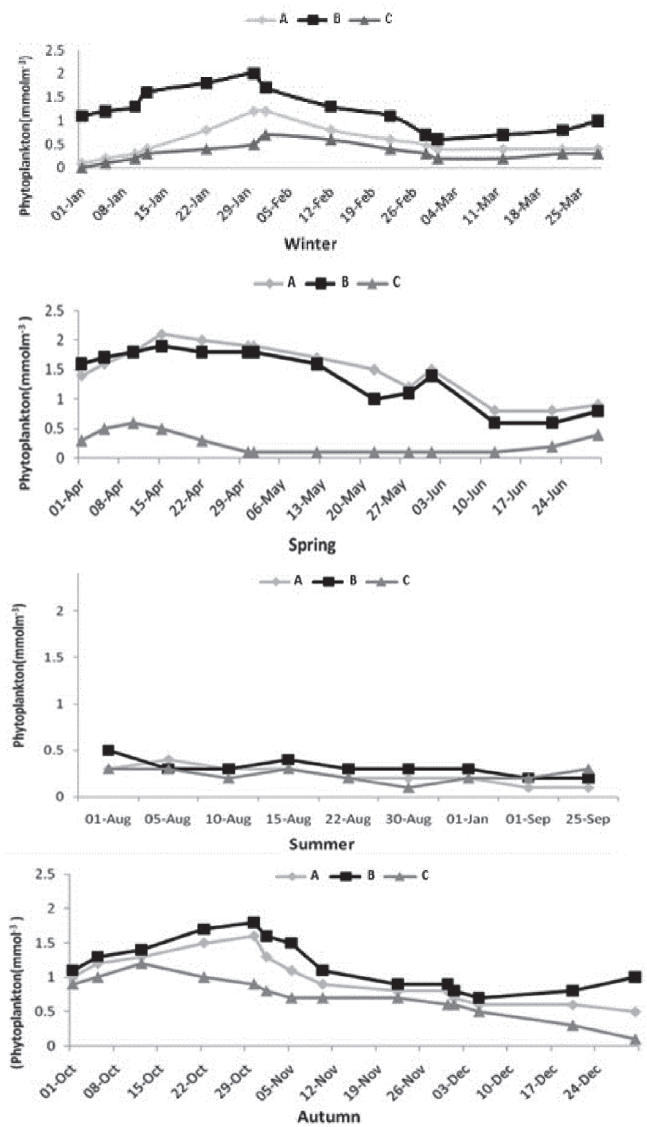 A B C
Phytoplankton(mmolm-3)
2.5
2
1.5
1
0.5
0
01-Jan 08-Jan 15-Jan 22-Jan 29-Jan 05-Feb 12-Feb 19-Feb 26-Feb 04-Mar 11-Mar 18-Mar 25-Mar
Winter
A B C
Phytoplankton(mmolm-3)
2.5
2
1.5
1
0.5
0
01-Apr 08-Apr 15-Apr 22-Apr 29-Apr 06-May 13-May 20-May 27-May 03-Jun 10-Jun 17-Jun 24-Jun
Spring
A B C
Phytoplankton(mmolm-3)
2
1
1
0.5
0
01-Aug 05-Aug 10-Aug 15-Aug 22-Aug 30-Aug 01-Jan 01-Sep 25-Sep
Summer
A B C
(Phytoplankton(mmol-3)
2.5
2
1.5
1
0.5
0
01-Oct 08-Oct 15-Oct 22-Oct 29-Oct 05-Nov 12-Nov 19-Nov 26-Nov 03-Dec 10-Dec 17-Dec 24-Dec
Autumn